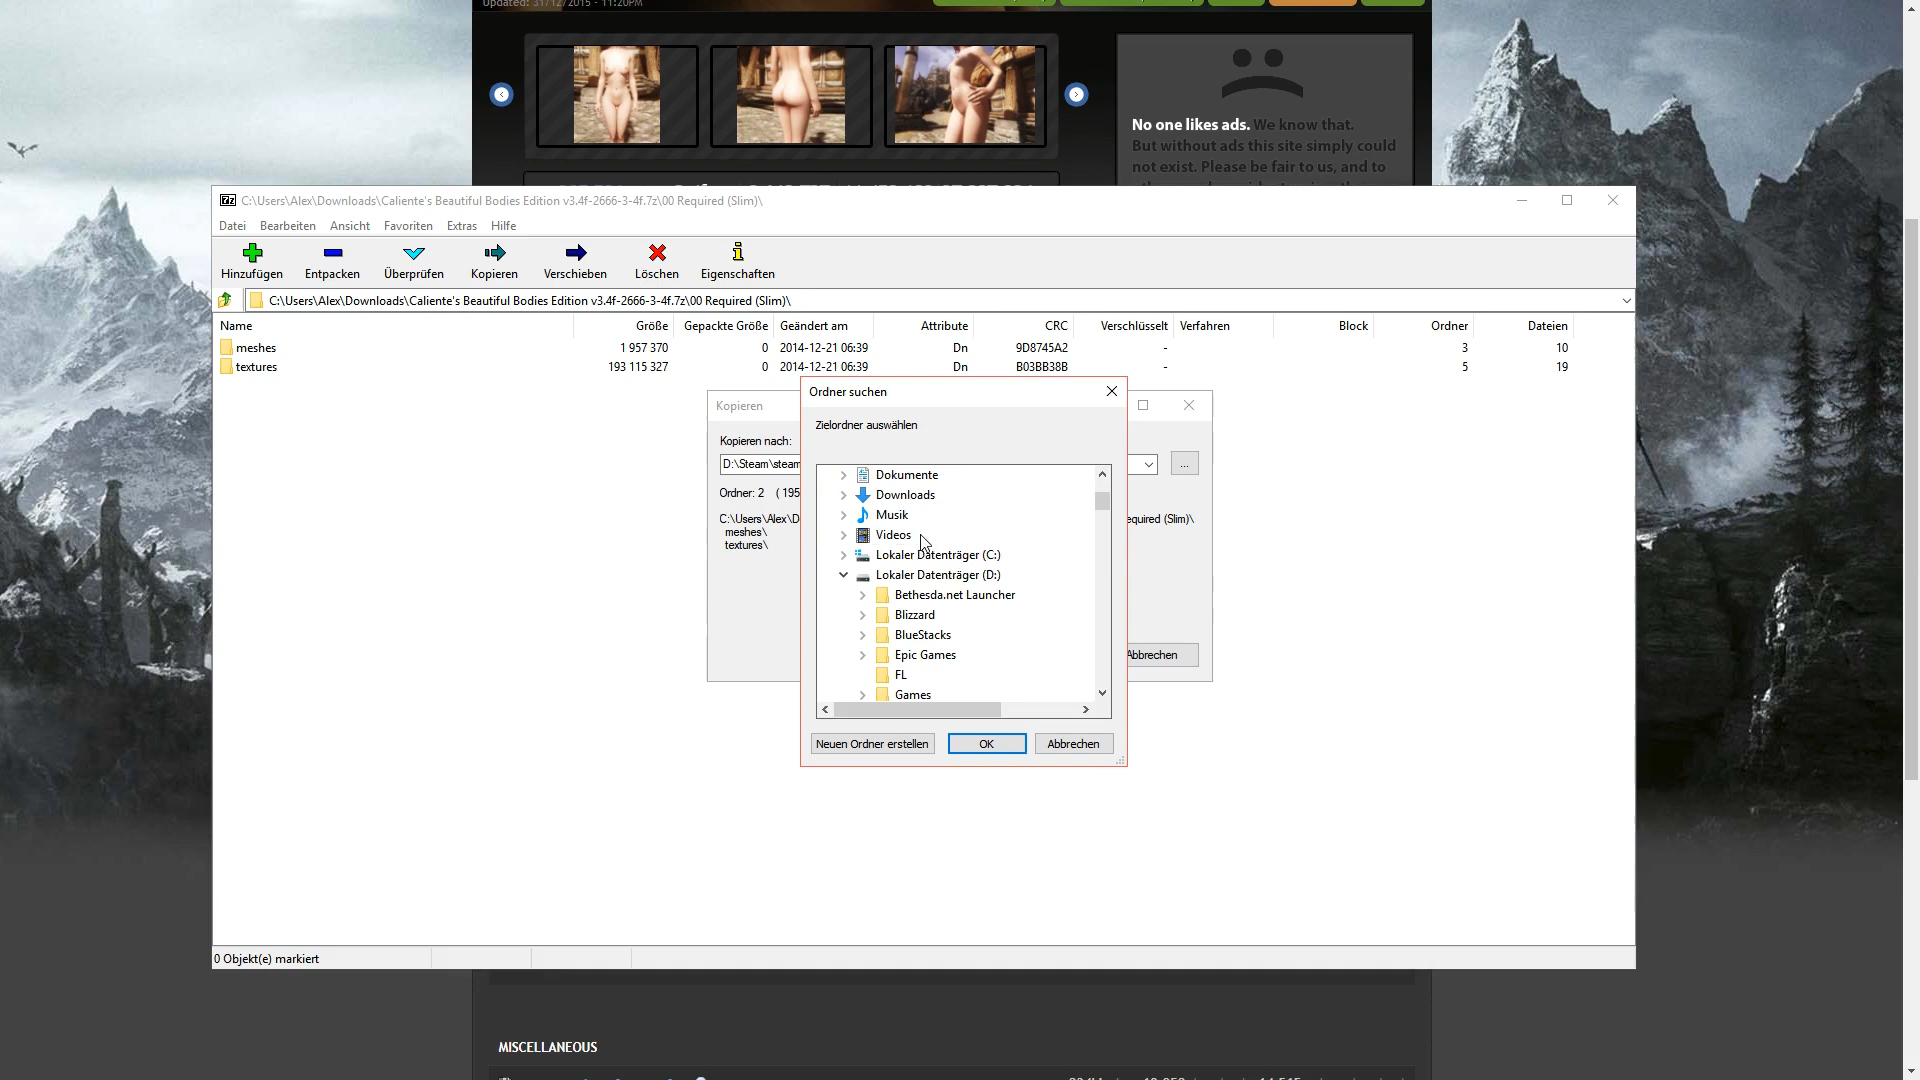 Updated: 31/12/2015 - 11:20PM
No one likes ads. We know that.
But without ads this site simply could
not exist. Please be fair to us, and to
C:\Users\Alex\Downloads\Caliente's Beautiful Bodies Edition v3.4f-2666-3-4f.7z\00 Required (Slim)\
Datei Bearbeiten Ansicht Favoriten Extras Hilfe
Hinzufügen Entpacken Überprüfen Kopieren Verschieben Löschen Eigenschaften
C:\Users\Alex\Downloads\Caliente's Beautiful Bodies Edition v3.4f-2666-3-4f.7z\00 Required (Slim)\
Name Größe Gepackte Größe Geändert am Attribute CRC Verschlüsselt Verfahren Block Ordner Dateien
meshes 1 957 370 0 2014-12-21 06:39 Dn 9D8745A2 - 3 10
textures 193 115 327 0 2014-12-21 06:39 Dn B03BB38B - 5 19
Kopieren
Kopieren nach:
D:\Steam\steam
...
Ordner: 2 ( 195
C:\Users\Alex\D
equired (Slim)\
meshes\
textures\
Abbrechen
Ordner suchen
Zielordner auswählen
Dokumente
Downloads
Musik
Videos
Lokaler Datenträger (C:)
Lokaler Datenträger (D:)
Bethesda.net Launcher
Blizzard
BlueStacks
Epic Games
FL
Games
Neuen Ordner erstellen OK Abbrechen
0 Objekt(e) markiert
MISCELLANEOUS